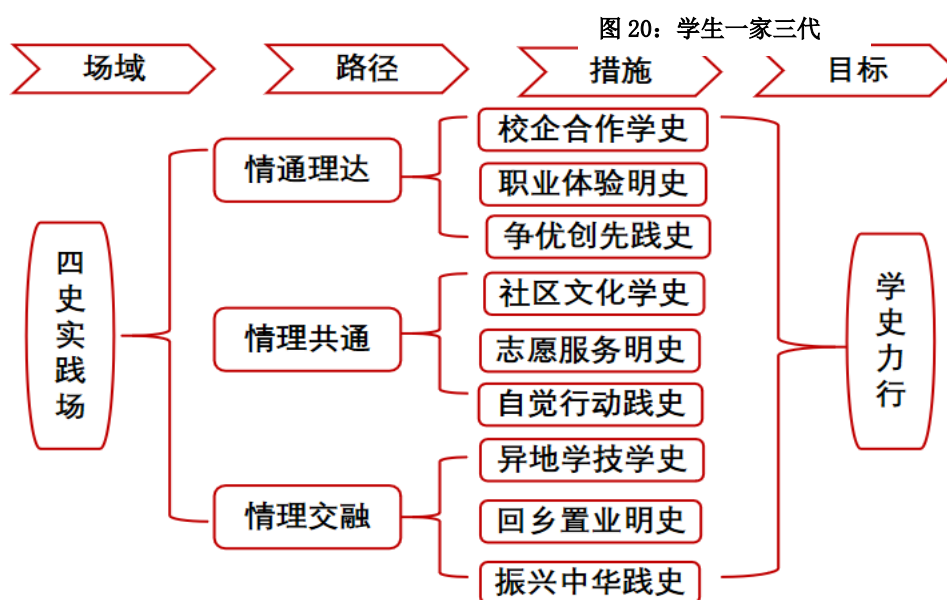 图 20：学生一家三代
场域
路径
措施
目标
四史实践场
情通理达
校企合作学史
职业体验明史
争优创先践史
情理共通
社区文化学史
志愿服务明史
自觉行动践史
情理交融
异地学技学史
回乡置业明史
振兴中华践史
学史力行